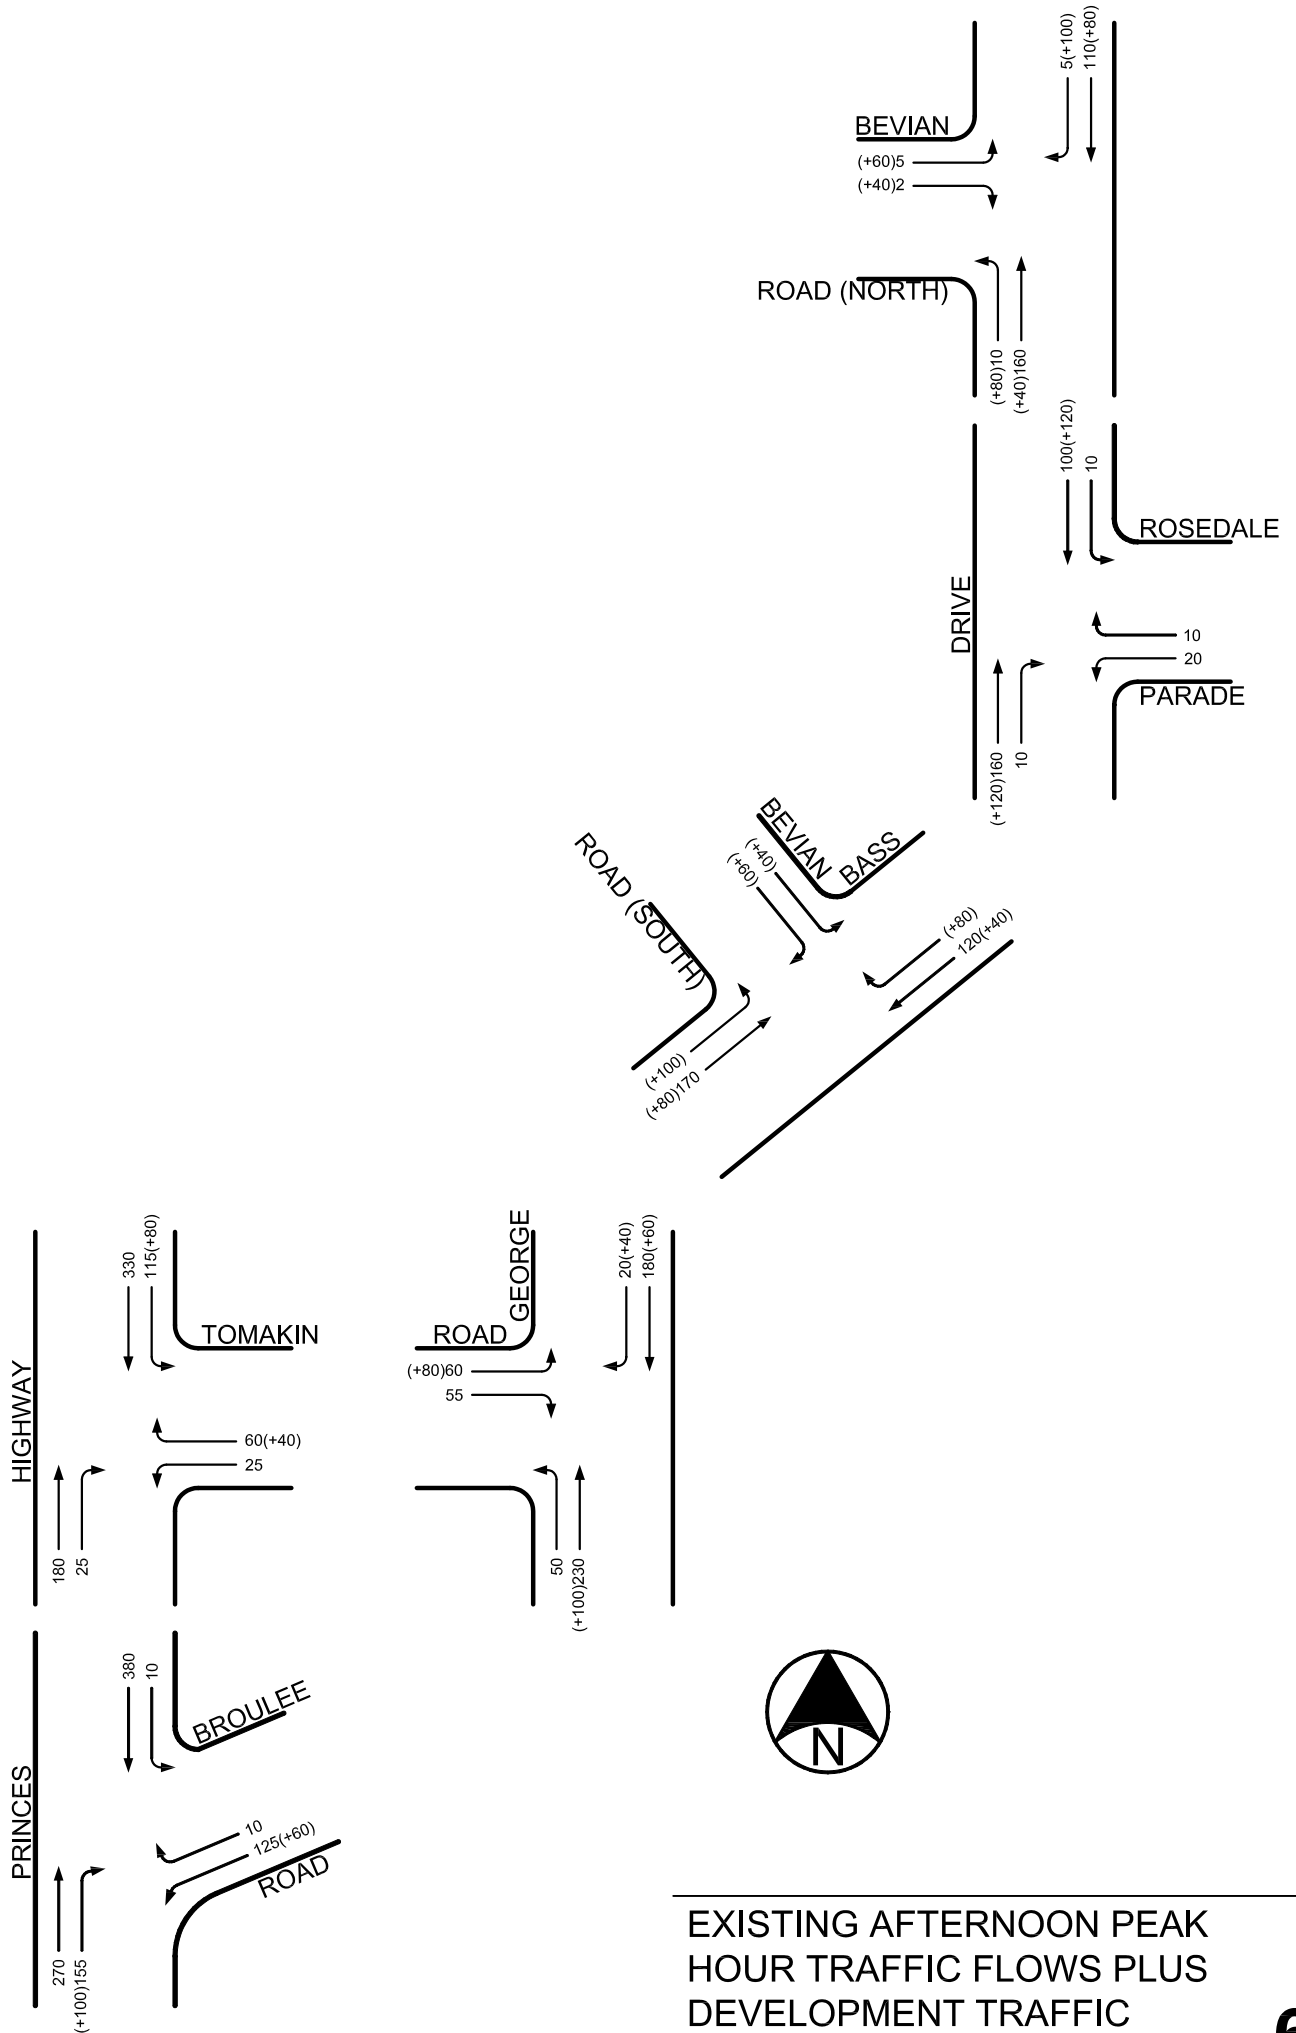 5(+100)
110(+80)
BEVIAN
(+60)5
(+40)2
ROAD (NORTH)
(+80)10
(+40)160
100(+120)
10
ROSEDALE
DRIVE
10
20
PARADE
(+120)160
10
BEVIAN
BASS
ROAD (SOUTH)
(+40)
(+60)
(+80)
120(+40)
(+100)
(+80)170
330
115(+80)
TOMAKIN
ROAD
GEORGE
20(+40)
180(+60)
(+80)60
55
HIGHWAY
60(+40)
25
180
25
50
(+100)230
380
10
BROULEE
PRINCES
10
125(+60)
ROAD
270
(+100)155
N
EXISTING AFTERNOON PEAK
HOUR TRAFFIC FLOWS PLUS
DEVELOPMENT TRAFFIC
6